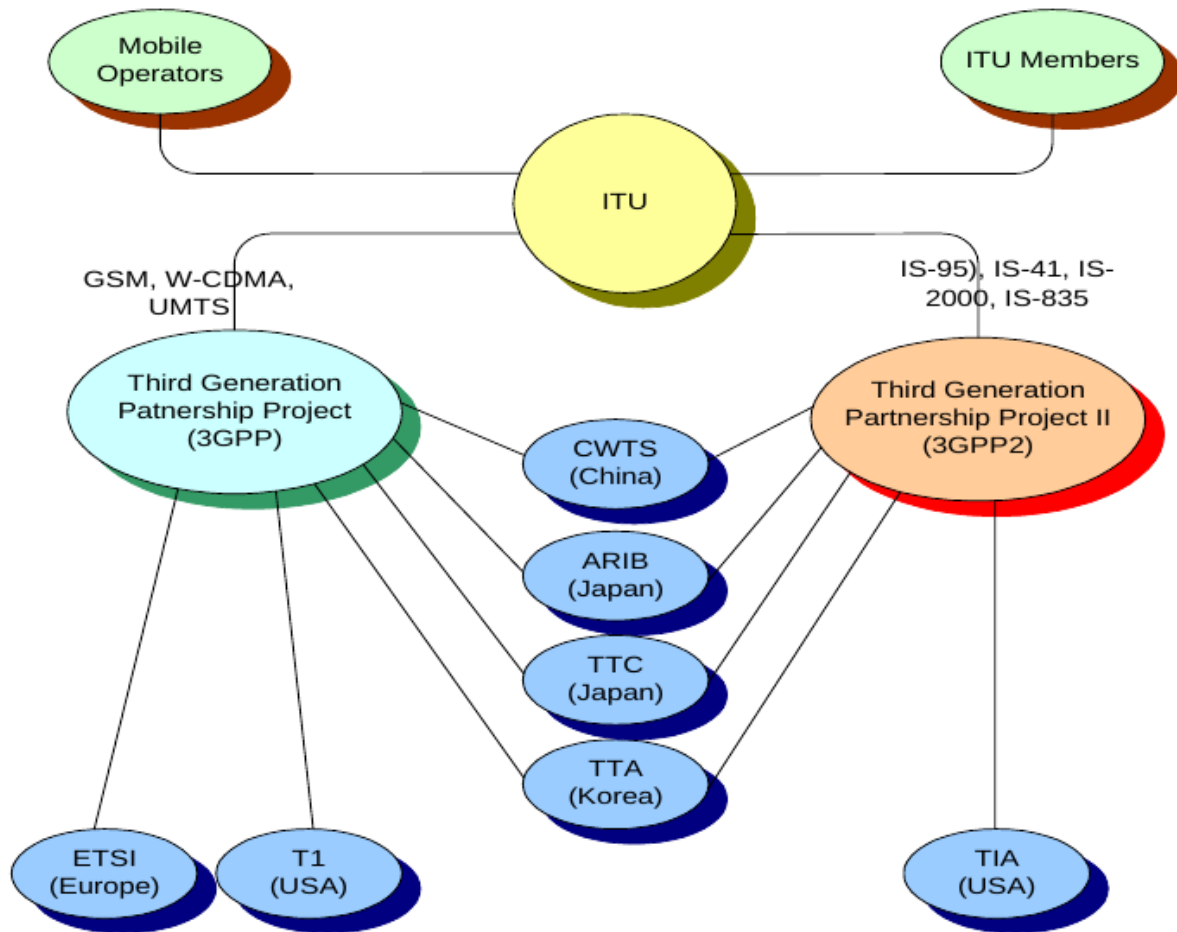 Mobile
Operators
ITU Members
ITU
GSM, W-CDMA,
UMTS
IS-95), IS-41, IS-
2000, IS-835
Third Generation
Patnership Project
(3GPP)
Third Generation
Partnership Project II
(3GPP2)
CWTS
(China)
ARIB
(Japan)
TTC
(Japan)
TTA
(Korea)
ETSI
(Europe)
T1
(USA)
TIA
(USA)